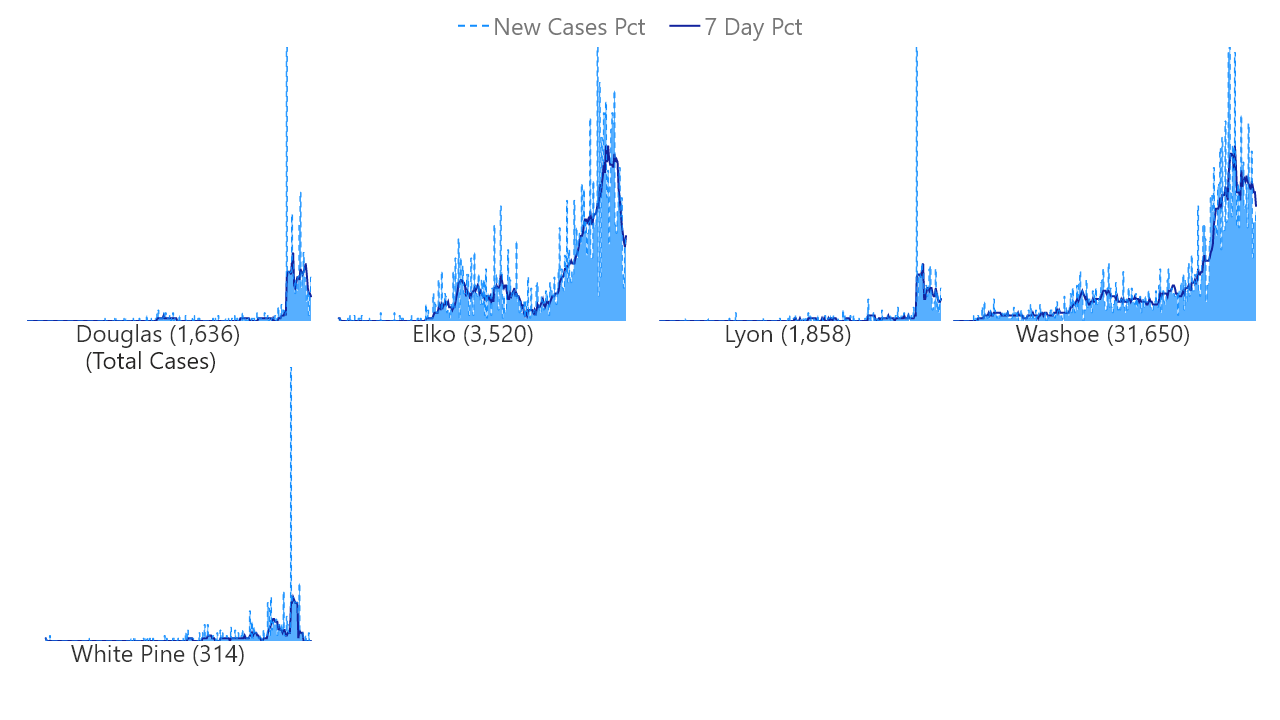 New Cases Pct 7 Day Pct
Douglas (1,636) Elko (3,520) Lyon (1,858) Washoe (31,650)
(Total Cases)
White Pine (314)